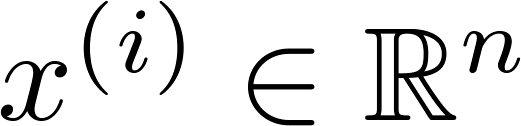 x^{(i)} ∈ ℝ^n